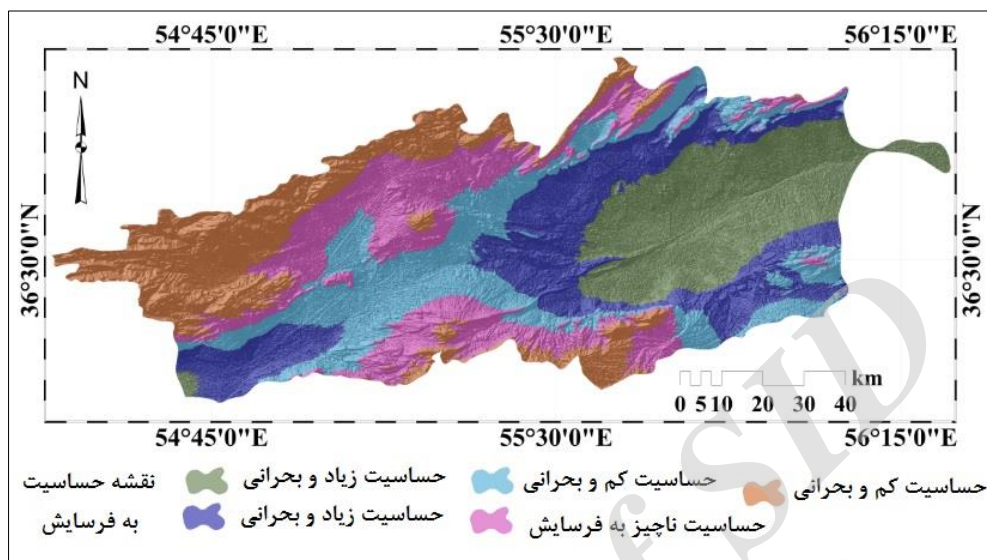 54°45'0"E 55°30'0"E 56°15'0"E
N
36°30'0"N 36°30'0"N
km
0 5 10 20 30 40
54°45'0"E 55°30'0"E 56°15'0"E
نقشه حساسیت
به فرسایش
حساسیت زیاد و بحرانی
حساسیت زیاد و بحرانی
حساسیت کم و بحرانی
حساسیت ناچیز به فرسایش
حساسیت کم و بحرانی
f SID